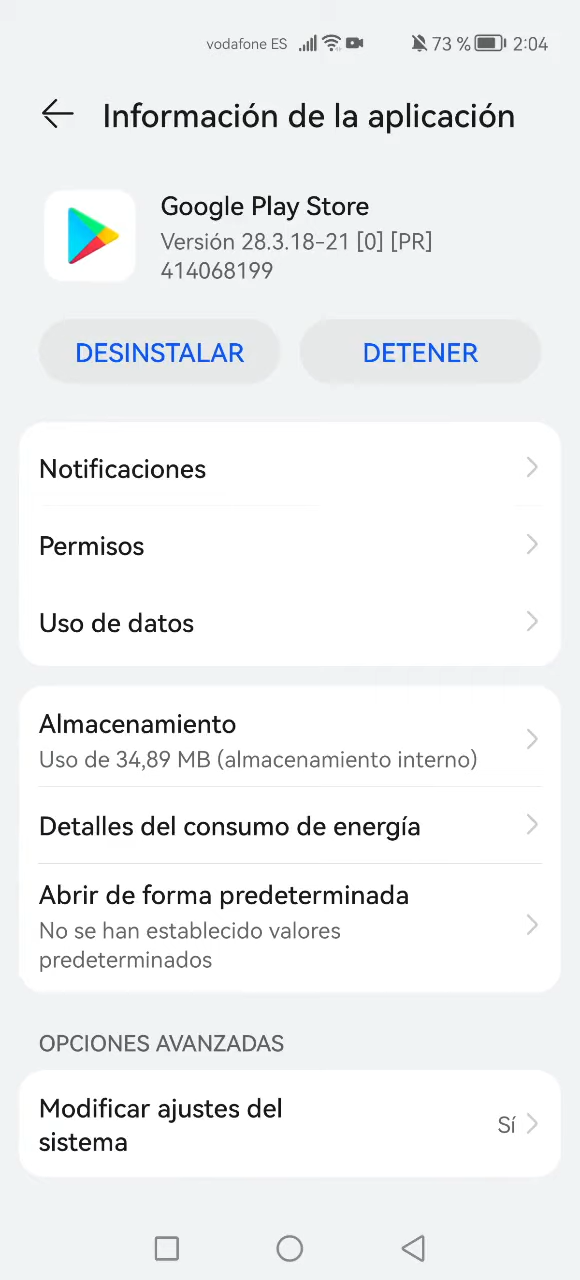 vodafone ES 73 % 2:04
Información de la aplicación
Google Play Store
Versión 28.3.18-21 [0] [PR]
414068199
DESINSTALAR DETENER
Notificaciones
Permisos
Uso de datos
Almacenamiento
Uso de 34,89 MB (almacenamiento interno)
Detalles del consumo de energía
Abrir de forma predeterminada
No se han establecido valores
predeterminados
OPCIONES AVANZADAS
Modificar ajustes del
sistema
Sí